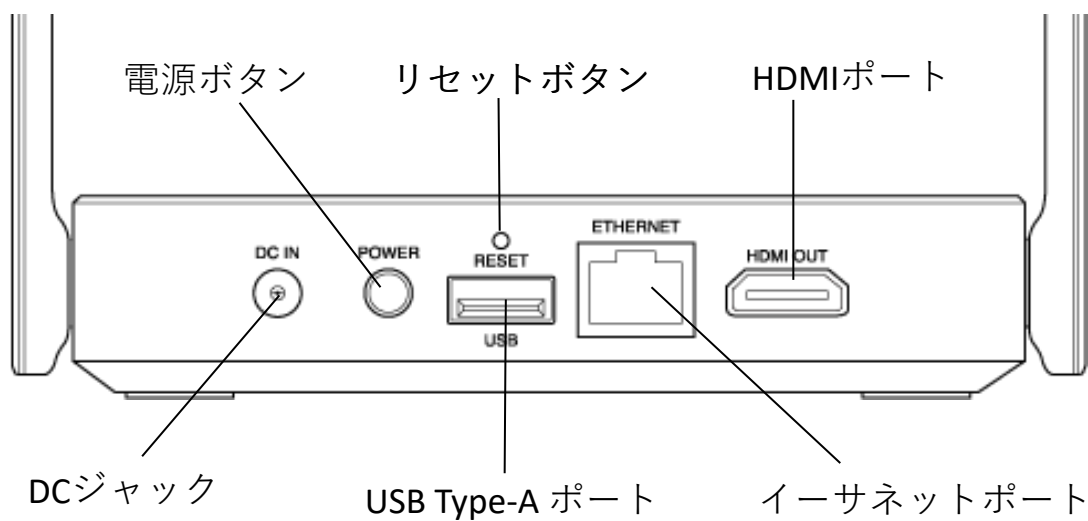 電源ボタン
リセットボタン
HDMIポート
DC IN
POWER
RESET
USB
ETHERNET
HDMI OUT
DCジャック
USB Type-A ポート
イーサネットポート